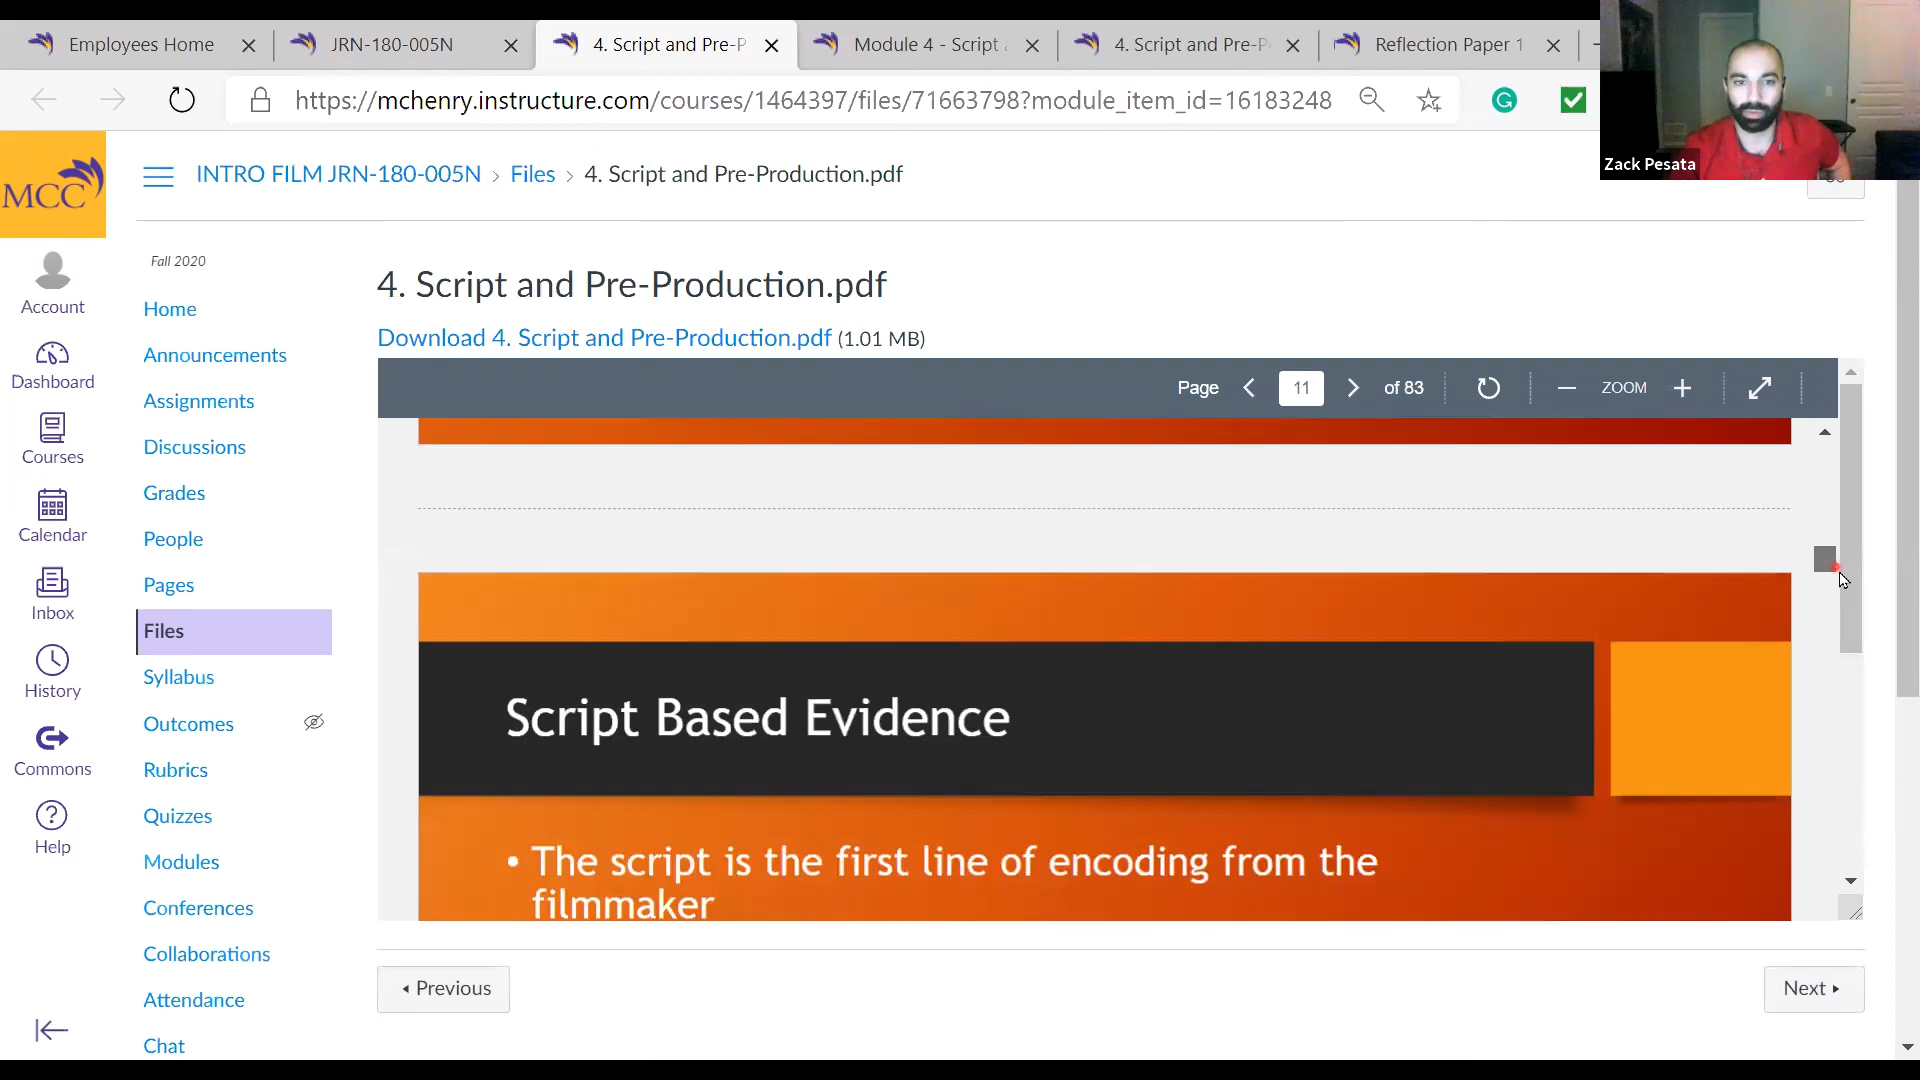 Employees Home
JRN-180-005N
4. Script and Pre-P
Module 4 - Script
4. Script and Pre-P
Reflection Paper 1
https://mchenry.instructure.com/courses/1464397/files/71663798?module_item_id=16183248
Zack Pesata
MCC
INTRO FILM JRN-180-005N › Files › 4. Script and Pre-Production.pdf
Account
Dashboard
Courses
Calendar
Inbox
History
Commons
Help
Fall 2020
Home
Announcements
Assignments
Discussions
Grades
People
Pages
Files
Syllabus
Outcomes
Rubrics
Quizzes
Modules
Conferences
Collaborations
Attendance
Chat
4. Script and Pre-Production.pdf
Download 4. Script and Pre-Production.pdf (1.01 MB)
Page 11 of 83 ZOOM
Script Based Evidence
• The script is the first line of encoding from the
filmmaker
Previous
Next